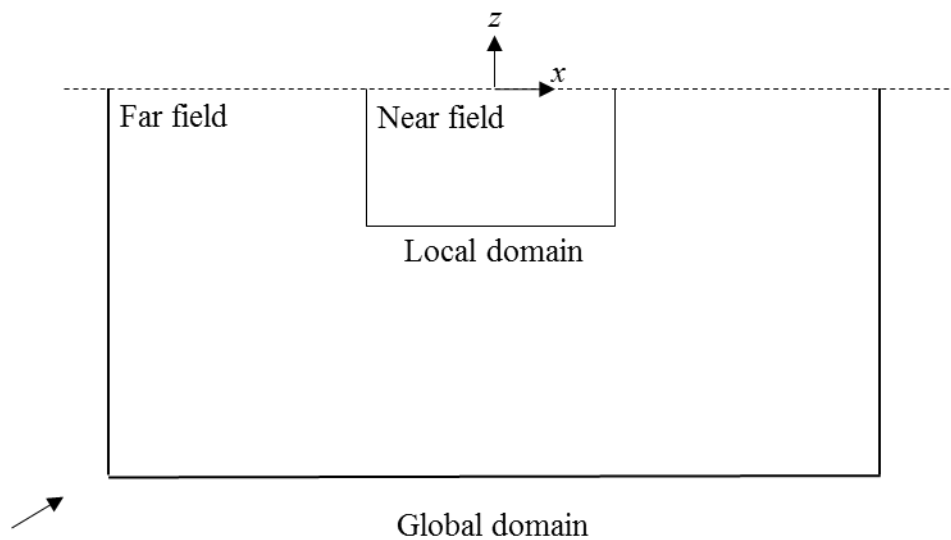 z
x
Far field
Near field
Local domain
Global domain